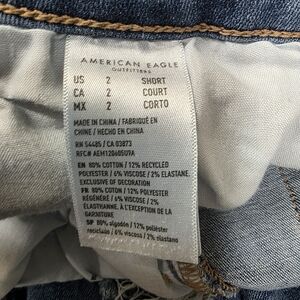 AMERICAN EAGLE
OUTFITTERS
US 2 SHORT
CA 2 COURT
MX 2 CORTO
MADE IN CHINA / FABRIQUÉ EN
CHINE / HECHO EN CHINA
RN 54485 / CA 03873
RFC# AEM120605U9A
EN 80% COTTON / 12% RECYCLED
POLYESTER / 6% VISCOSE / 2% ELASTANE.
EXCLUSIVE OF DECORATION
FR 80% COTON / 12% POLYESTER
RÉGÉNÉRÉ / 6% VISCOSE / 2%
ÉLASTHANNE. À L'EXCEPTION DE LA
GARNITURE
SP 80% algodón / 12% poliéster
reciclado / 6% viscosa / 2% elastano